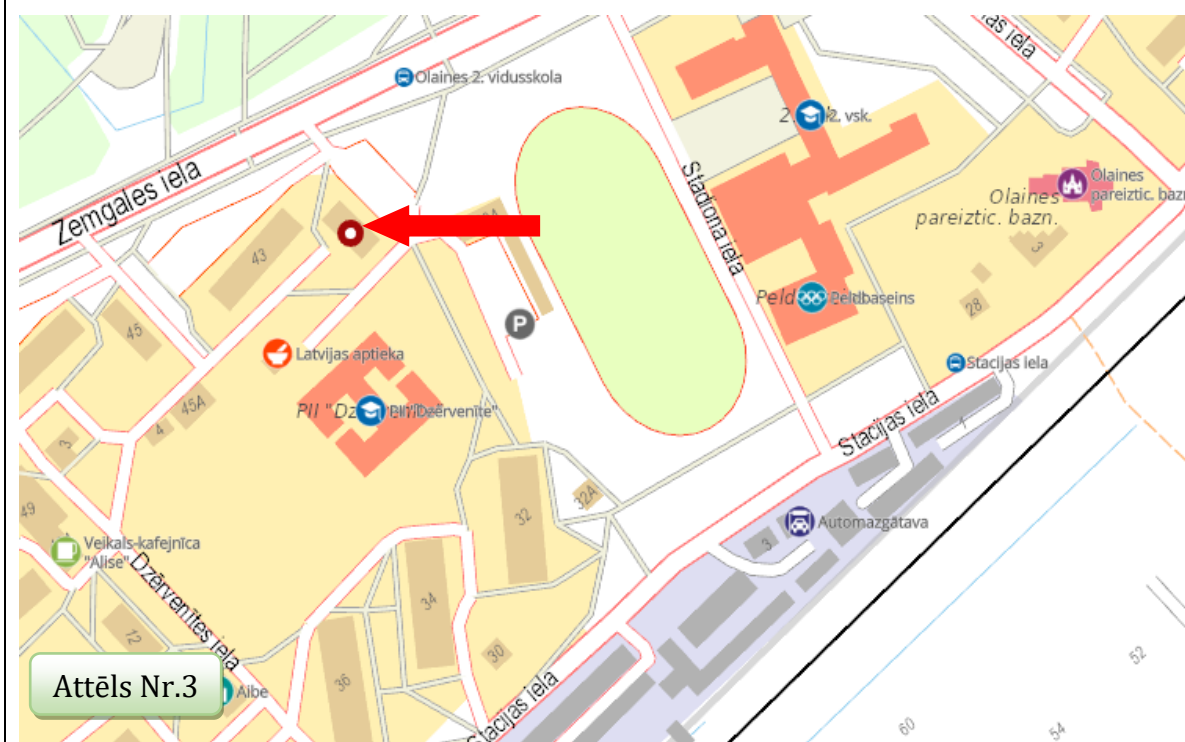 Olaines 2. vidusskola
Zemgales iela
2. vsk.
Stadiona iela
Olaines
pareiztic. bazn.
Olaines
pareiztic. bazn.
3
28
43
45
45A
4
3
49
Latvijas aptieka
PII "Dzērvenīte"
P
Peldbaseins
Stacijas iela
Stacijas iela
1
Automazgātava
3
32
32A
34
30
36
12
Veikals-kafejnīca
"Alise"
Dzērvenītes iela
Aibe
Stacijas iela
52
54
60
Attēls Nr.3